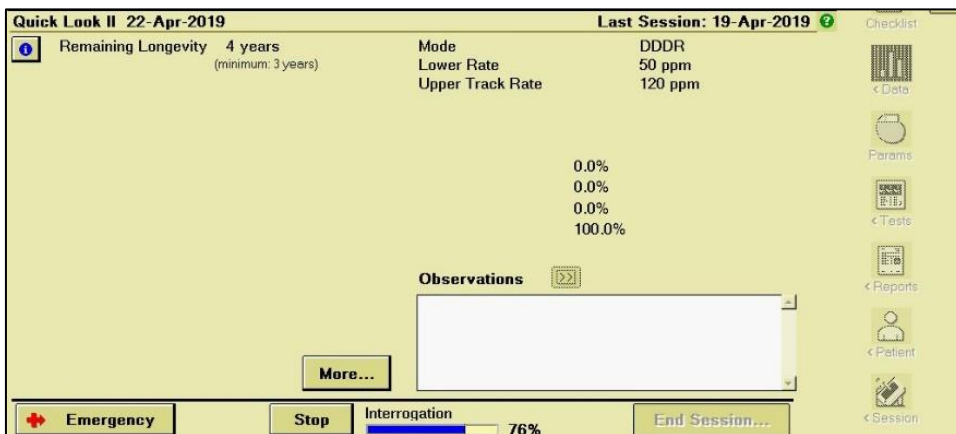 Quick Look II 22-Apr-2019 Last Session: 19-Apr-2019
Checklist
Remaining Longevity 4 years
(minimum: 3 years)
Mode DDDR
Lower Rate 50 ppm
Upper Track Rate 120 ppm
< Data
Params
0.0%
0.0%
0.0%
100.0%
< Tests
Observations >>
< Reports
< Patient
More...
< Session
Emergency
Stop
Interrogation
76%
End Session...